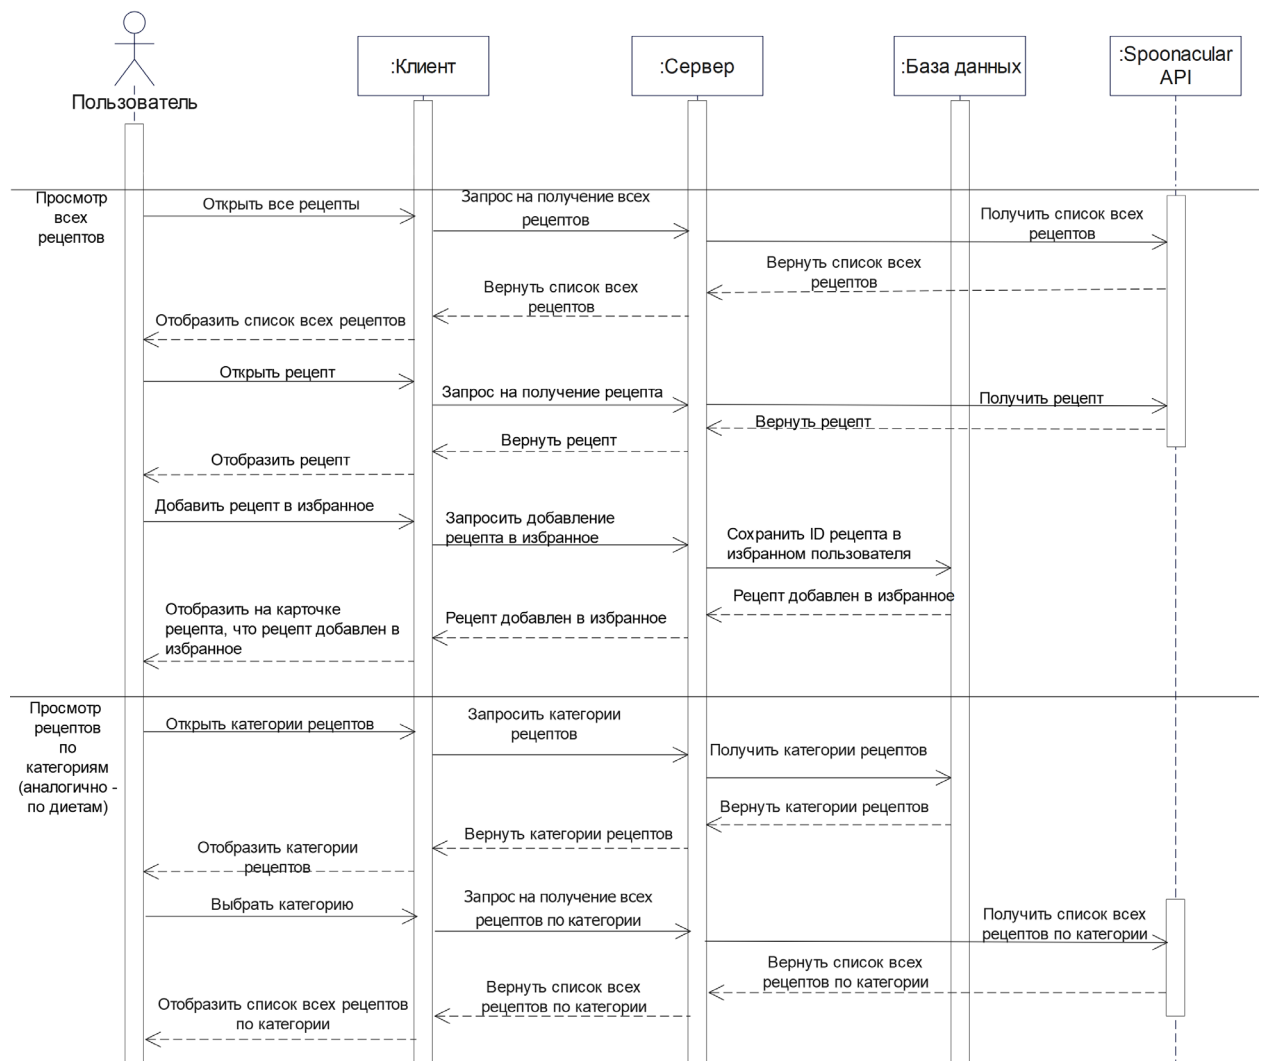 Пользователь
:Клиент
:Сервер
:База данных
:Spoonacular
API
Просмотр
всех
рецептов
Открыть все рецепты
Запрос на получение всех
рецептов
Получить список всех
рецептов
Вернуть список всех
рецептов
Вернуть список всех
рецептов
Отобразить список всех рецептов
Открыть рецепт
Запрос на получение рецепта
Получить рецепт
Вернуть рецепт
Вернуть рецепт
Отобразить рецепт
Добавить рецепт в избранное
Запросить добавление
рецепта в избранное
Сохранить ID рецепта в
избранном пользователя
Рецепт добавлен в избранное
Рецепт добавлен в избранное
Отобразить на карточке
рецепта, что рецепт добавлен в
избранное
Просмотр
рецептов
по
категориям
(аналогично -
по диетам)
Открыть категории рецептов
Запросить категории
рецептов
Получить категории рецептов
Вернуть категории рецептов
Вернуть категории рецептов
Отобразить категории
рецептов
Выбрать категорию
Запрос на получение всех
рецептов по категории
Получить список всех
рецептов по категории
Вернуть список всех
рецептов по категории
Вернуть список всех
рецептов по категории
Отобразить список всех рецептов
по категории